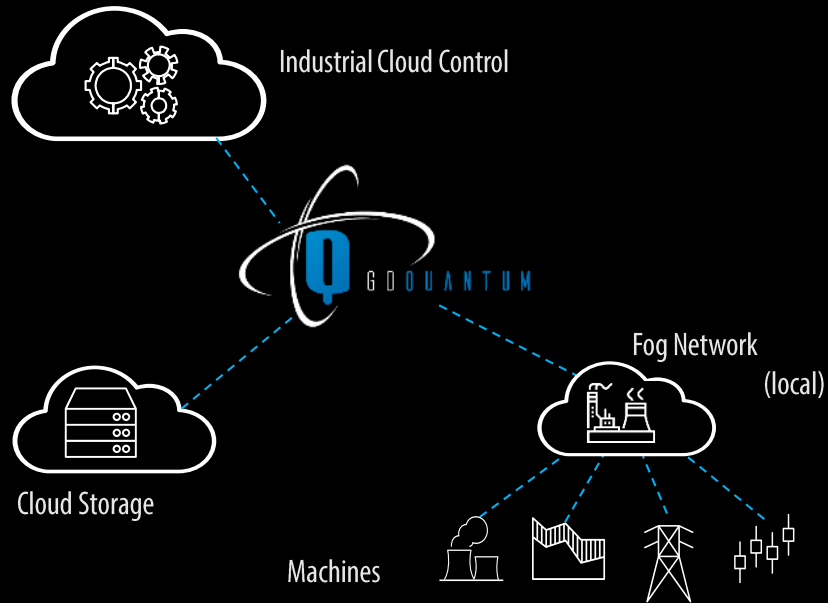 Industrial Cloud Control
Q GDQUANTUM
Fog Network
(local)
Cloud Storage
Machines